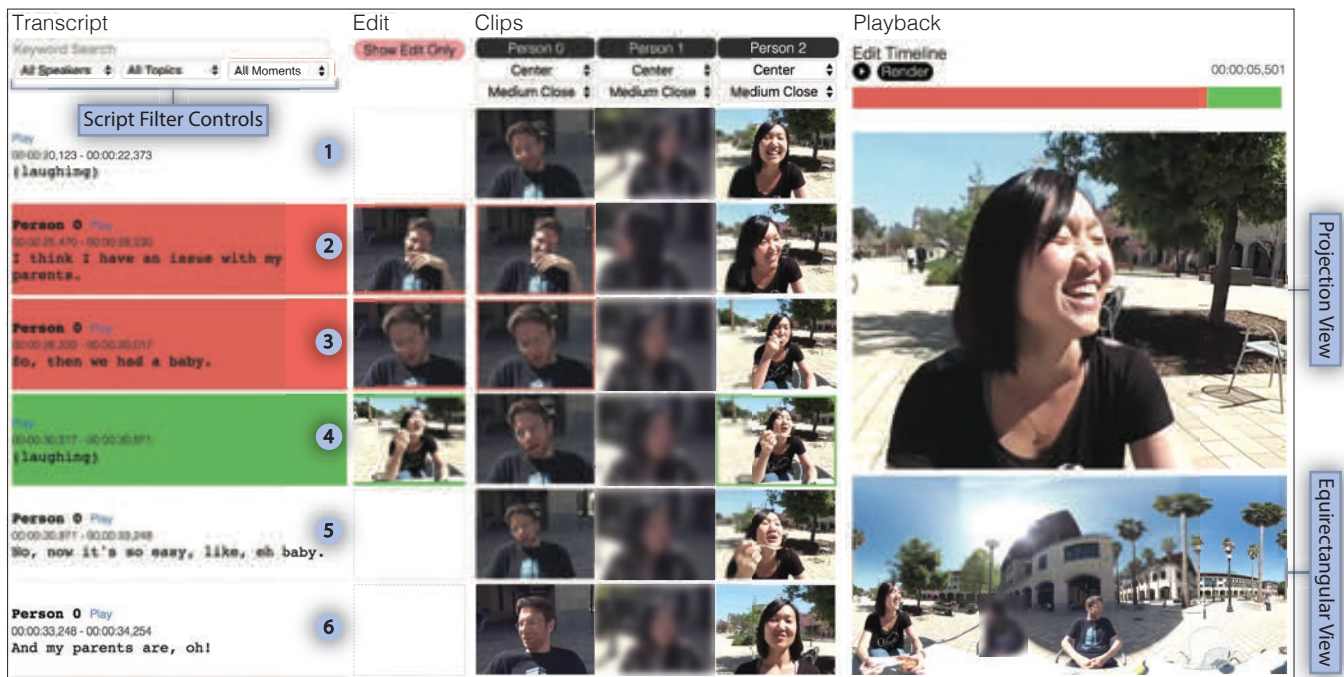 Transcript
Edit
Clips
Playback
Keyword Search
All Speakers
All Topics
All Moments
Script Filter Controls
Show Edit Only
Person 0
Person 1
Person 2
Center
Center
Center
Medium Close
Medium Close
Medium Close
Edit Timeline
Render
00:00:05,501
Play
- 00:00:22,373
(laughing)
1
Person 0 Play
I think I have an issue with my
parents.
2
Person 0 Play
So, then we had a baby.
3
Play
(laughing)
4
Person 0 Play
No, now it's so easy, like, eh baby.
5
Person 0 Play
00:00:33,248 - 00:00:34,254
And my parents are, oh!
6
Projection View
Equirectangular View